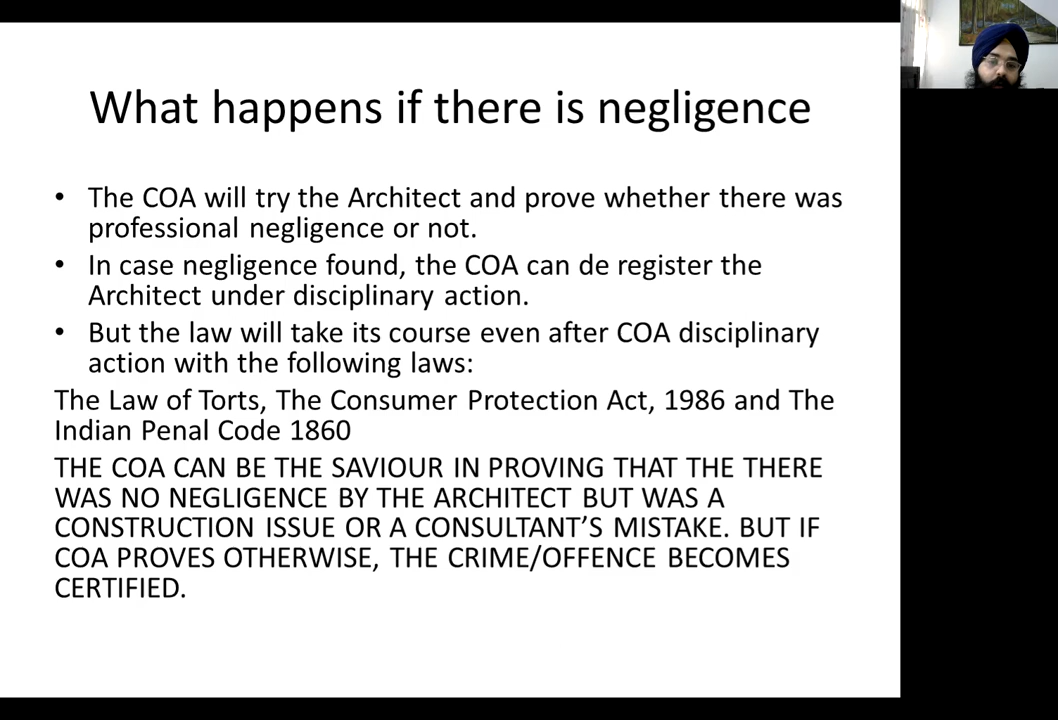 What happens if there is negligence
• The COA will try the Architect and prove whether there was
professional negligence or not.
• In case negligence found, the COA can de register the
Architect under disciplinary action.
• But the law will take its course even after COA disciplinary
action with the following laws:
The Law of Torts, The Consumer Protection Act, 1986 and The
Indian Penal Code 1860
THE COA CAN BE THE SAVIOUR IN PROVING THAT THE THERE
WAS NO NEGLIGENCE BY THE ARCHITECT BUT WAS A
CONSTRUCTION ISSUE OR A CONSULTANT’S MISTAKE. BUT IF
COA PROVES OTHERWISE, THE CRIME/OFFENCE BECOMES
CERTIFIED.